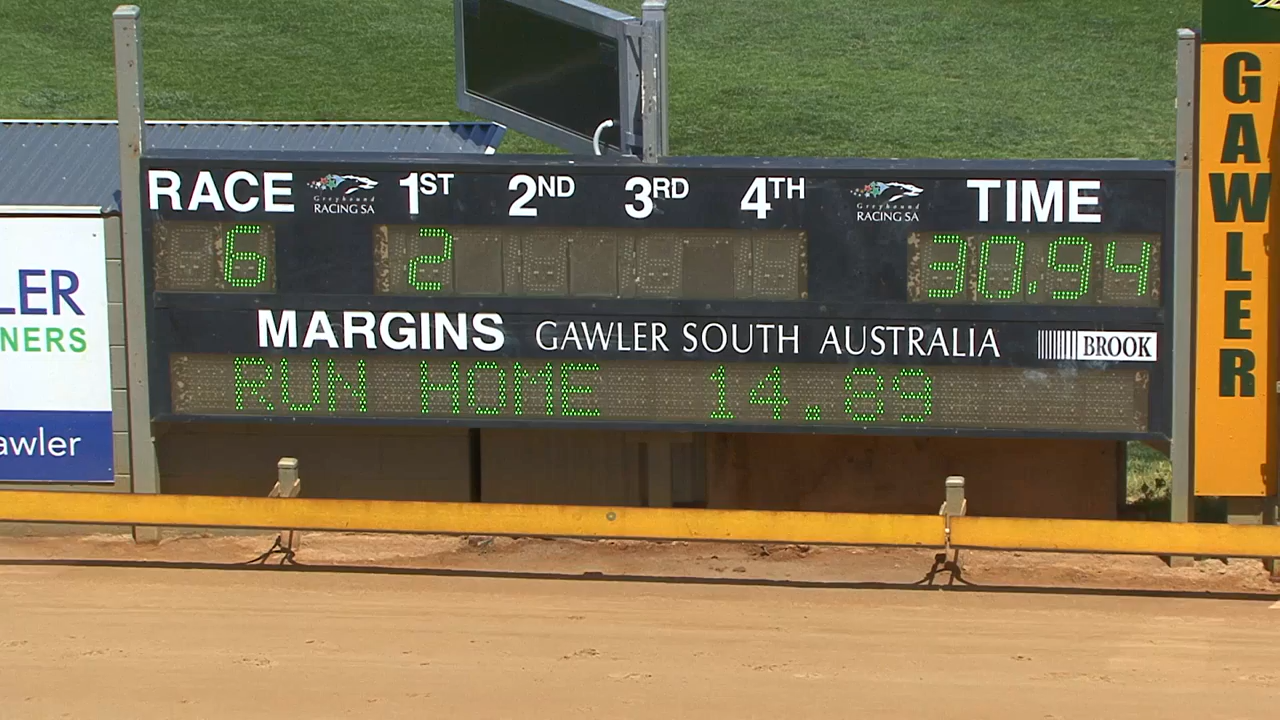 RACE Greyhound RACING SA 1ST 2ND 3RD 4TH Greyhound RACING SA TIME
6 2 30.94
MARGINS GAWLER SOUTH AUSTRALIA BROOK
RUN HOME 14.89
LER
NERS
awler
GAWLER